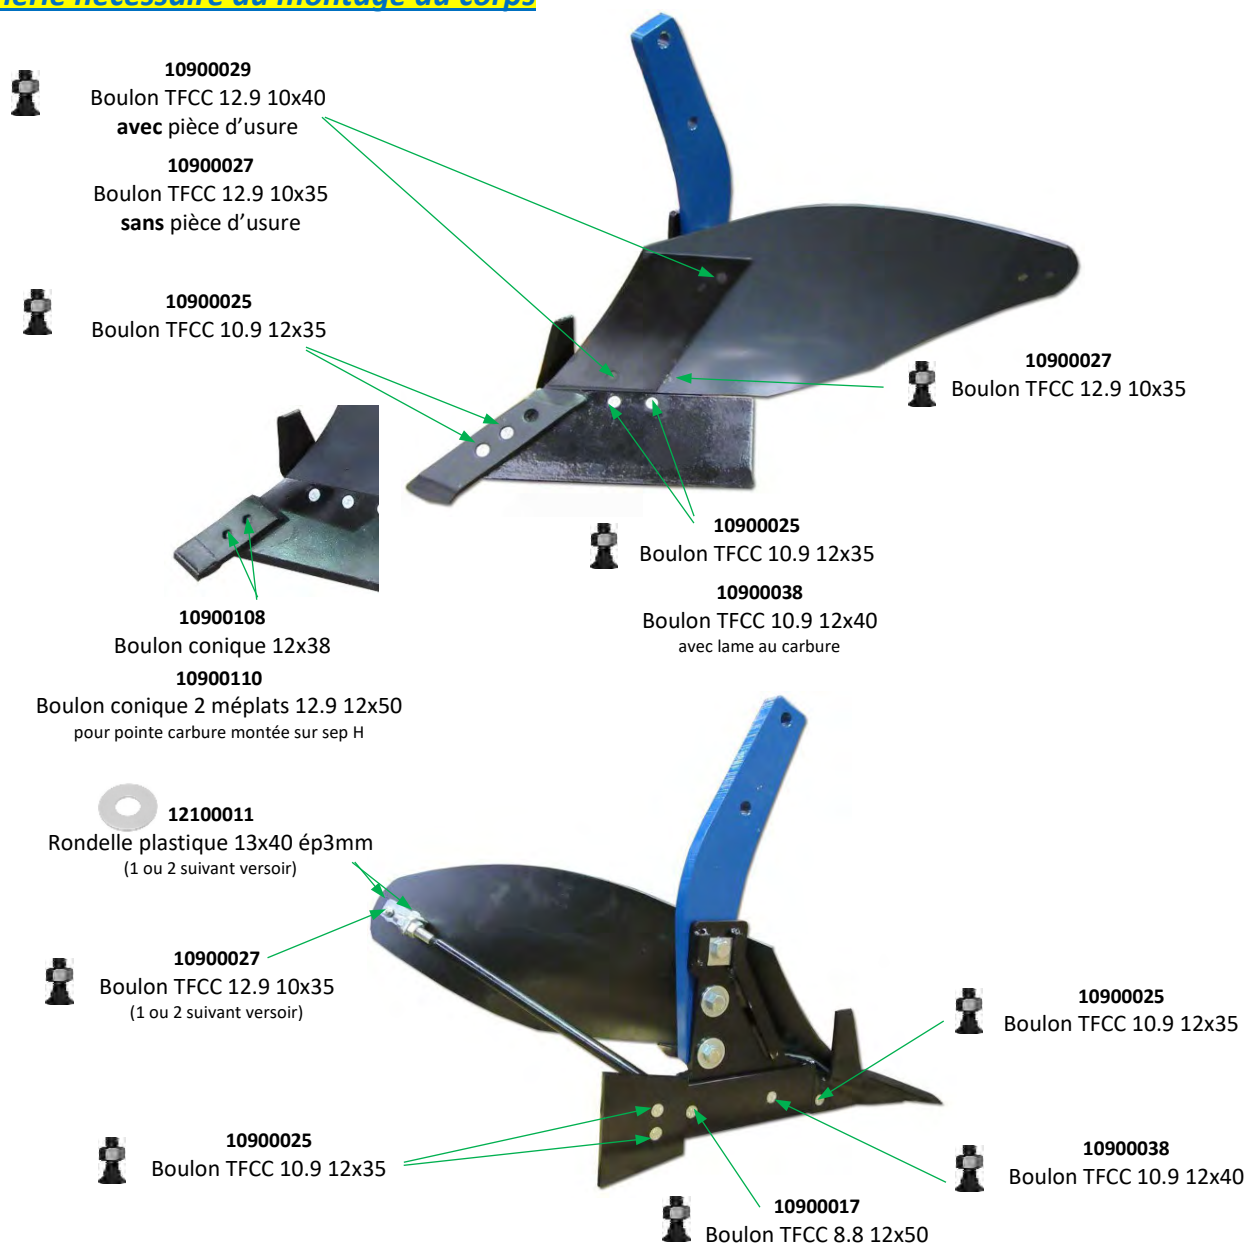 nécessaire au montage du corps
10900029
Boulon TFCC 12.9 10x40
avec pièce d'usure
10900027
Boulon TFCC 12.9 10x35
sans pièce d'usure
10900025
Boulon TFCC 10.9 12x35
10900027
Boulon TFCC 12.9 10x35
10900025
Boulon TFCC 10.9 12x35
10900038
Boulon TFCC 10.9 12x40
avec lame au carbure
10900108
Boulon conique 12x38
10900110
Boulon conique 2 méplats 12.9 12x50
pour pointe carbure montée sur sep H
12100011
Rondelle plastique 13x40 ép3mm
(1 ou 2 suivant versoir)
10900027
Boulon TFCC 12.9 10x35
(1 ou 2 suivant versoir)
10900025
Boulon TFCC 10.9 12x35
10900025
Boulon TFCC 10.9 12x35
10900038
Boulon TFCC 10.9 12x40
10900017
Boulon TFCC 8.8 12x50